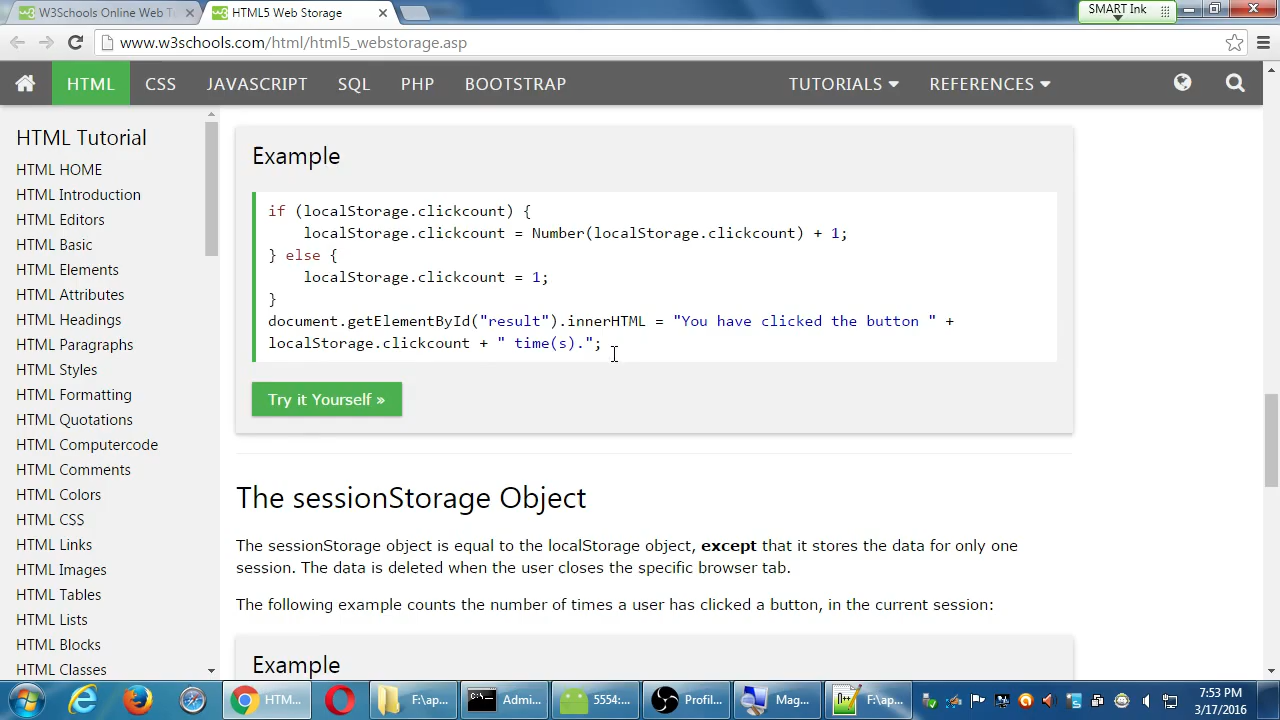 W3Schools Online Web Tu
HTML5 Web Storage
SMART Ink
www.w3schools.com/html/html5_webstorage.asp
HTML
CSS
JAVASCRIPT
SQL
PHP
BOOTSTRAP
TUTORIALS
REFERENCES
HTML Tutorial
HTML HOME
HTML Introduction
HTML Editors
HTML Basic
HTML Elements
HTML Attributes
HTML Headings
HTML Paragraphs
HTML Styles
HTML Formatting
HTML Quotations
HTML Computercode
HTML Comments
HTML Colors
HTML CSS
HTML Links
HTML Images
HTML Tables
HTML Lists
HTML Blocks
HTML Classes
Example
if (localStorage.clickcount) {
    localStorage.clickcount = Number(localStorage.clickcount) + 1;
} else {
    localStorage.clickcount = 1;
}
document.getElementById("result").innerHTML = "You have clicked the button " +
localStorage.clickcount + " time(s).";
Try it Yourself »
The sessionStorage Object
The sessionStorage object is equal to the localStorage object, except that it stores the data for only one
session. The data is deleted when the user closes the specific browser tab.
The following example counts the number of times a user has clicked a button, in the current session:
Example
HTM...
F:\ap...
Admi...
5554:...
Profil...
Mag...
F:\ap...
7:53 PM
3/17/2016